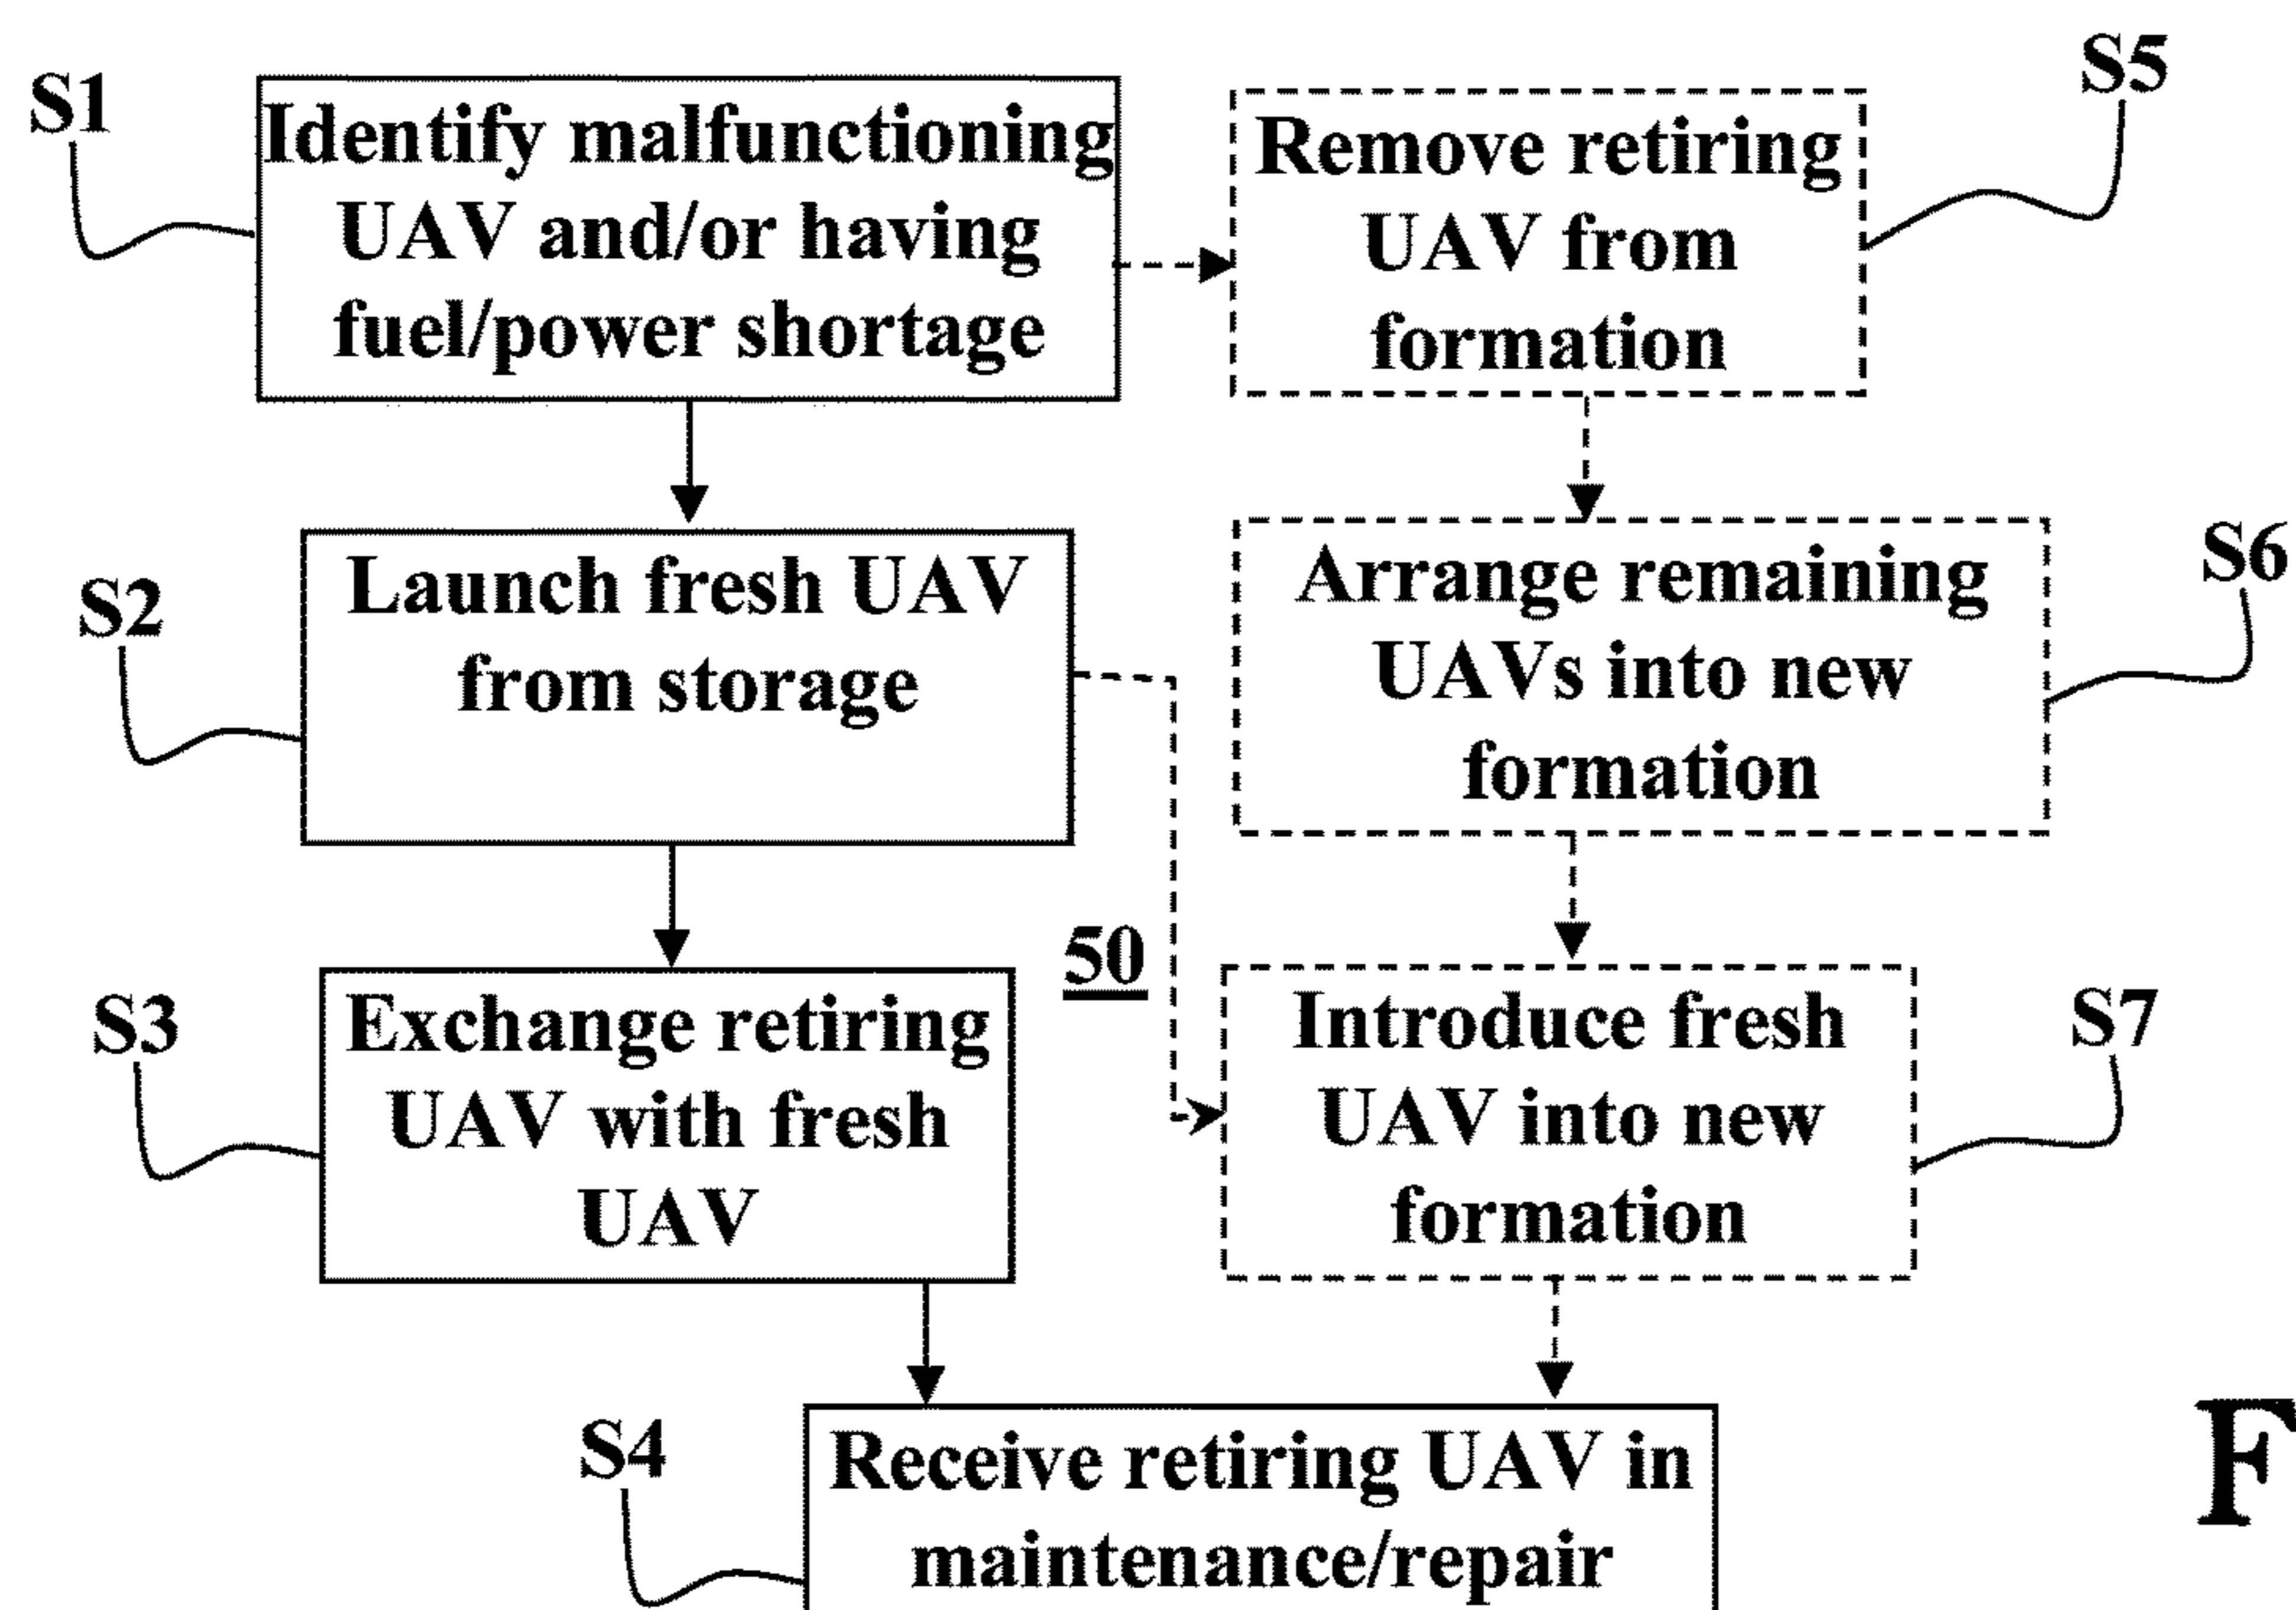 S1
Identify malfunctioning
UAV and/or having
fuel/power shortage
S5
Remove retiring
UAV from
formation
S2
Launch fresh UAV
from storage
S6
Arrange remaining
UAVs into new
formation
50
S3
Exchange retiring
UAV with fresh
UAV
S7
Introduce fresh
UAV into new
formation
S4
Receive retiring UAV in
maintenance/repair
F